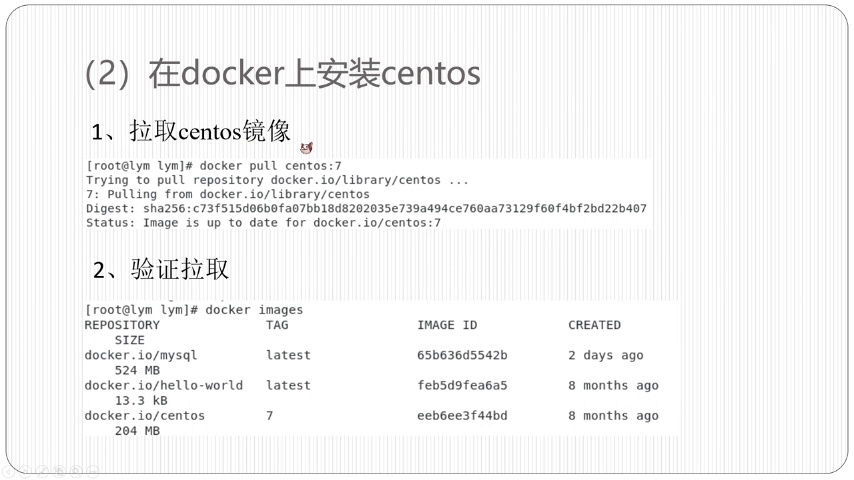 （2）在docker上安装centos
1、拉取centos镜像
[root@lym lym]# docker pull centos:7
Trying to pull repository docker.io/library/centos ...
7: Pulling from docker.io/library/centos
Digest: sha256:c73f515d06b0fa07bb18d8202035e739a494ce760aa73129f60f4bf2bd22b407
Status: Image is up to date for docker.io/centos:7
2、验证拉取
[root@lym lym]# docker images
REPOSITORY TAG IMAGE ID CREATED
SIZE
docker.io/mysql latest 65b636d5542b 2 days ago
524 MB
docker.io/hello-world latest feb5d9fea6a5 8 months ago
13.3 kB
docker.io/centos 7 eeb6ee3f44bd 8 months ago
204 MB